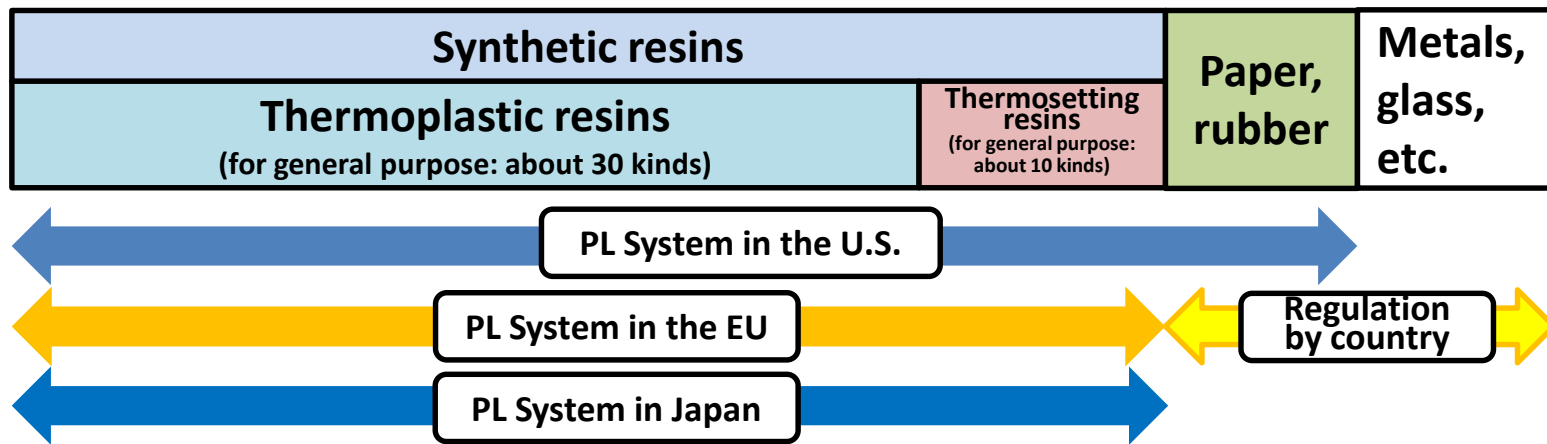 Synthetic resins
Thermoplastic resins
(for general purpose: about 30 kinds)
Thermosetting
resins
(for general purpose:
about 10 kinds)
Paper,
rubber
Metals,
glass,
etc.
PL System in the U.S.
PL System in the EU
Regulation
by country
PL System in Japan